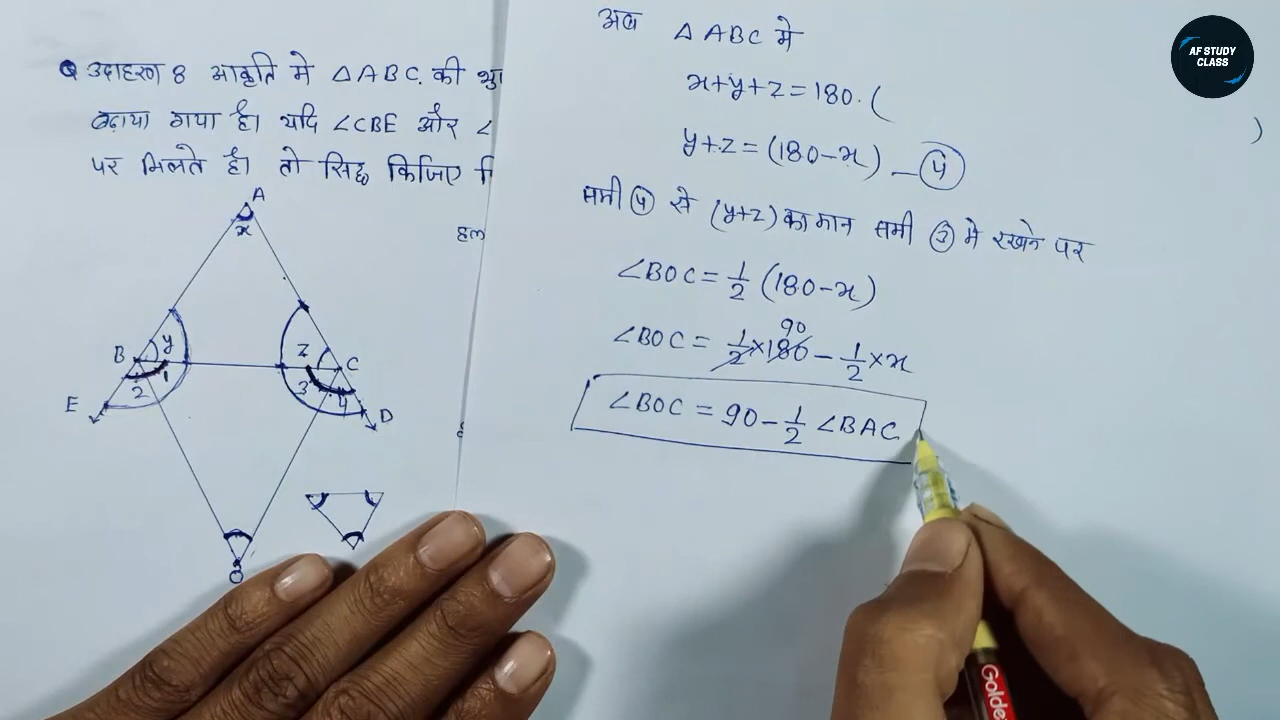 Q उदाहरण 8 आकृति में △ABC. की
बढ़ाया गया है। यदि ∠CBE और ∠
पर मिलते है। तो सिद्ध किजिए
हल
A
x
B
y
1
2
E
z
C
3
4
D
O
अब △ABC में
x+y+z=180.(
)
y+z=(180-x) —④
समी ④ से (y+z) का मान समी ③ मे रखने पर
∠BOC = 1/2 (180-x)
90
∠BOC = 1/2 × 180 - 1/2 × x
∠BOC = 90 - 1/2 ∠BAC
AF STUDY
CLASS
Golde